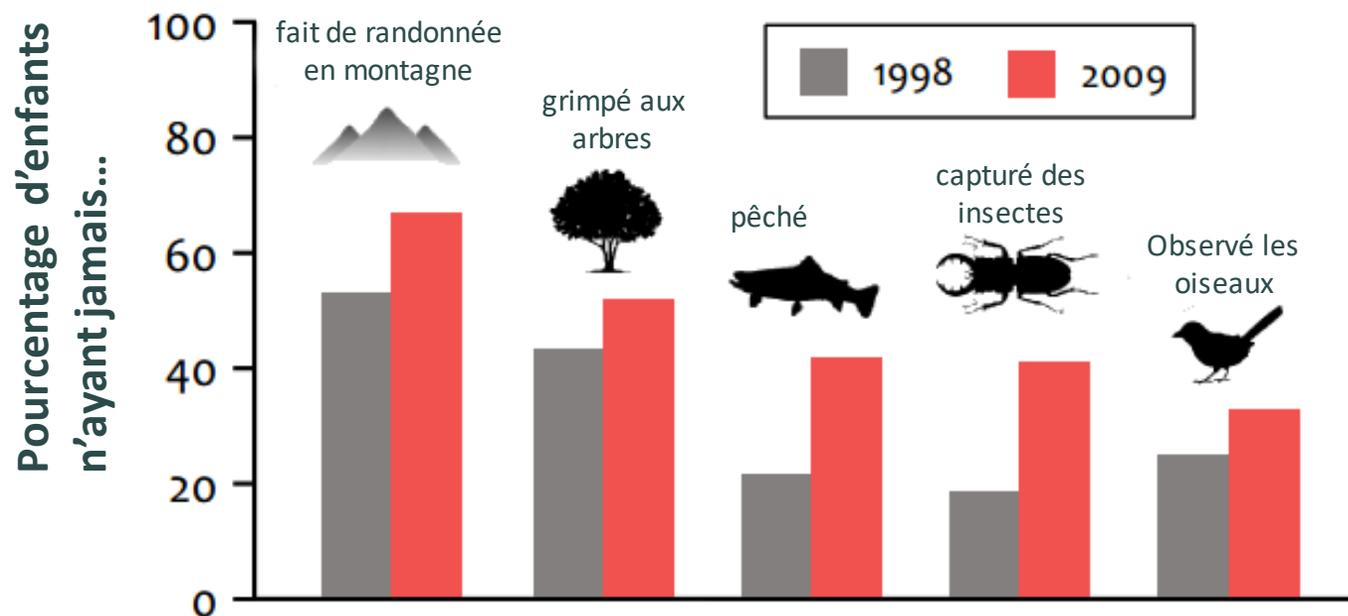 Pourcentage d'enfants
n'ayant jamais...
100
80
60
40
20
0
fait de randonnée
en montagne
grimpé aux
arbres
pêché
capturé des
insectes
Observé les
oiseaux
1998
2009